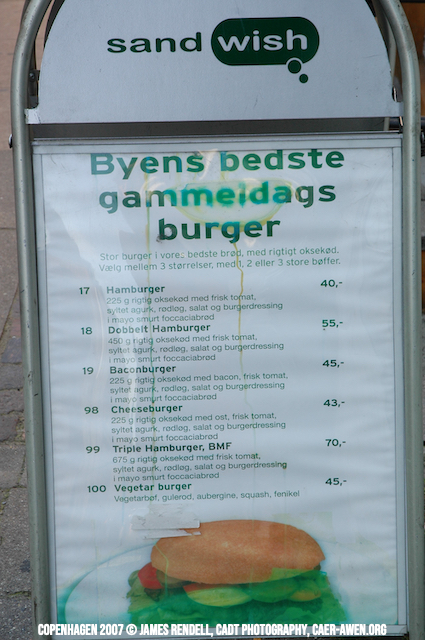 sand wish
Byens bedste
gammeldags
burger
Stor burger i vores bedste brød, med rigtigt oksekød.
Vælg mellem 3 størrelser, med 1, 2 eller 3 store bøffer.
17 Hamburger 40,-
225 g rigtig oksekød med frisk tomat,
syltet agurk, rødløg, salat og burgerdressing
i mayo smurt foccaciabrød
18 Dobbelt Hamburger 55,-
450 g rigtig oksekød med frisk tomat,
syltet agurk, rødløg, salat og burgerdressing
i mayo smurt foccaciabrød
19 Baconburger 45,-
225 g rigtig oksekød med bacon, frisk tomat,
syltet agurk, rødløg, salat og burgerdressing
i mayo smurt foccaciabrød
98 Cheeseburger 43,-
225 g rigtig oksekød med ost, frisk tomat,
syltet agurk, rødløg, salat og burgerdressing
i mayo smurt foccaciabrød
99 Triple Hamburger, BMF 70,-
675 g rigtig oksekød med frisk tomat,
syltet agurk, rødløg, salat og burgerdressing
i mayo smurt foccaciabrød
100 Vegetar burger 45,-
Vegetarbøf, gulerod, aubergine, squash, fenikel
COPENHAGEN 2007 © JAMES RENDELL, CADT PHOTOGRAPHY, CAER-AWEN.ORG